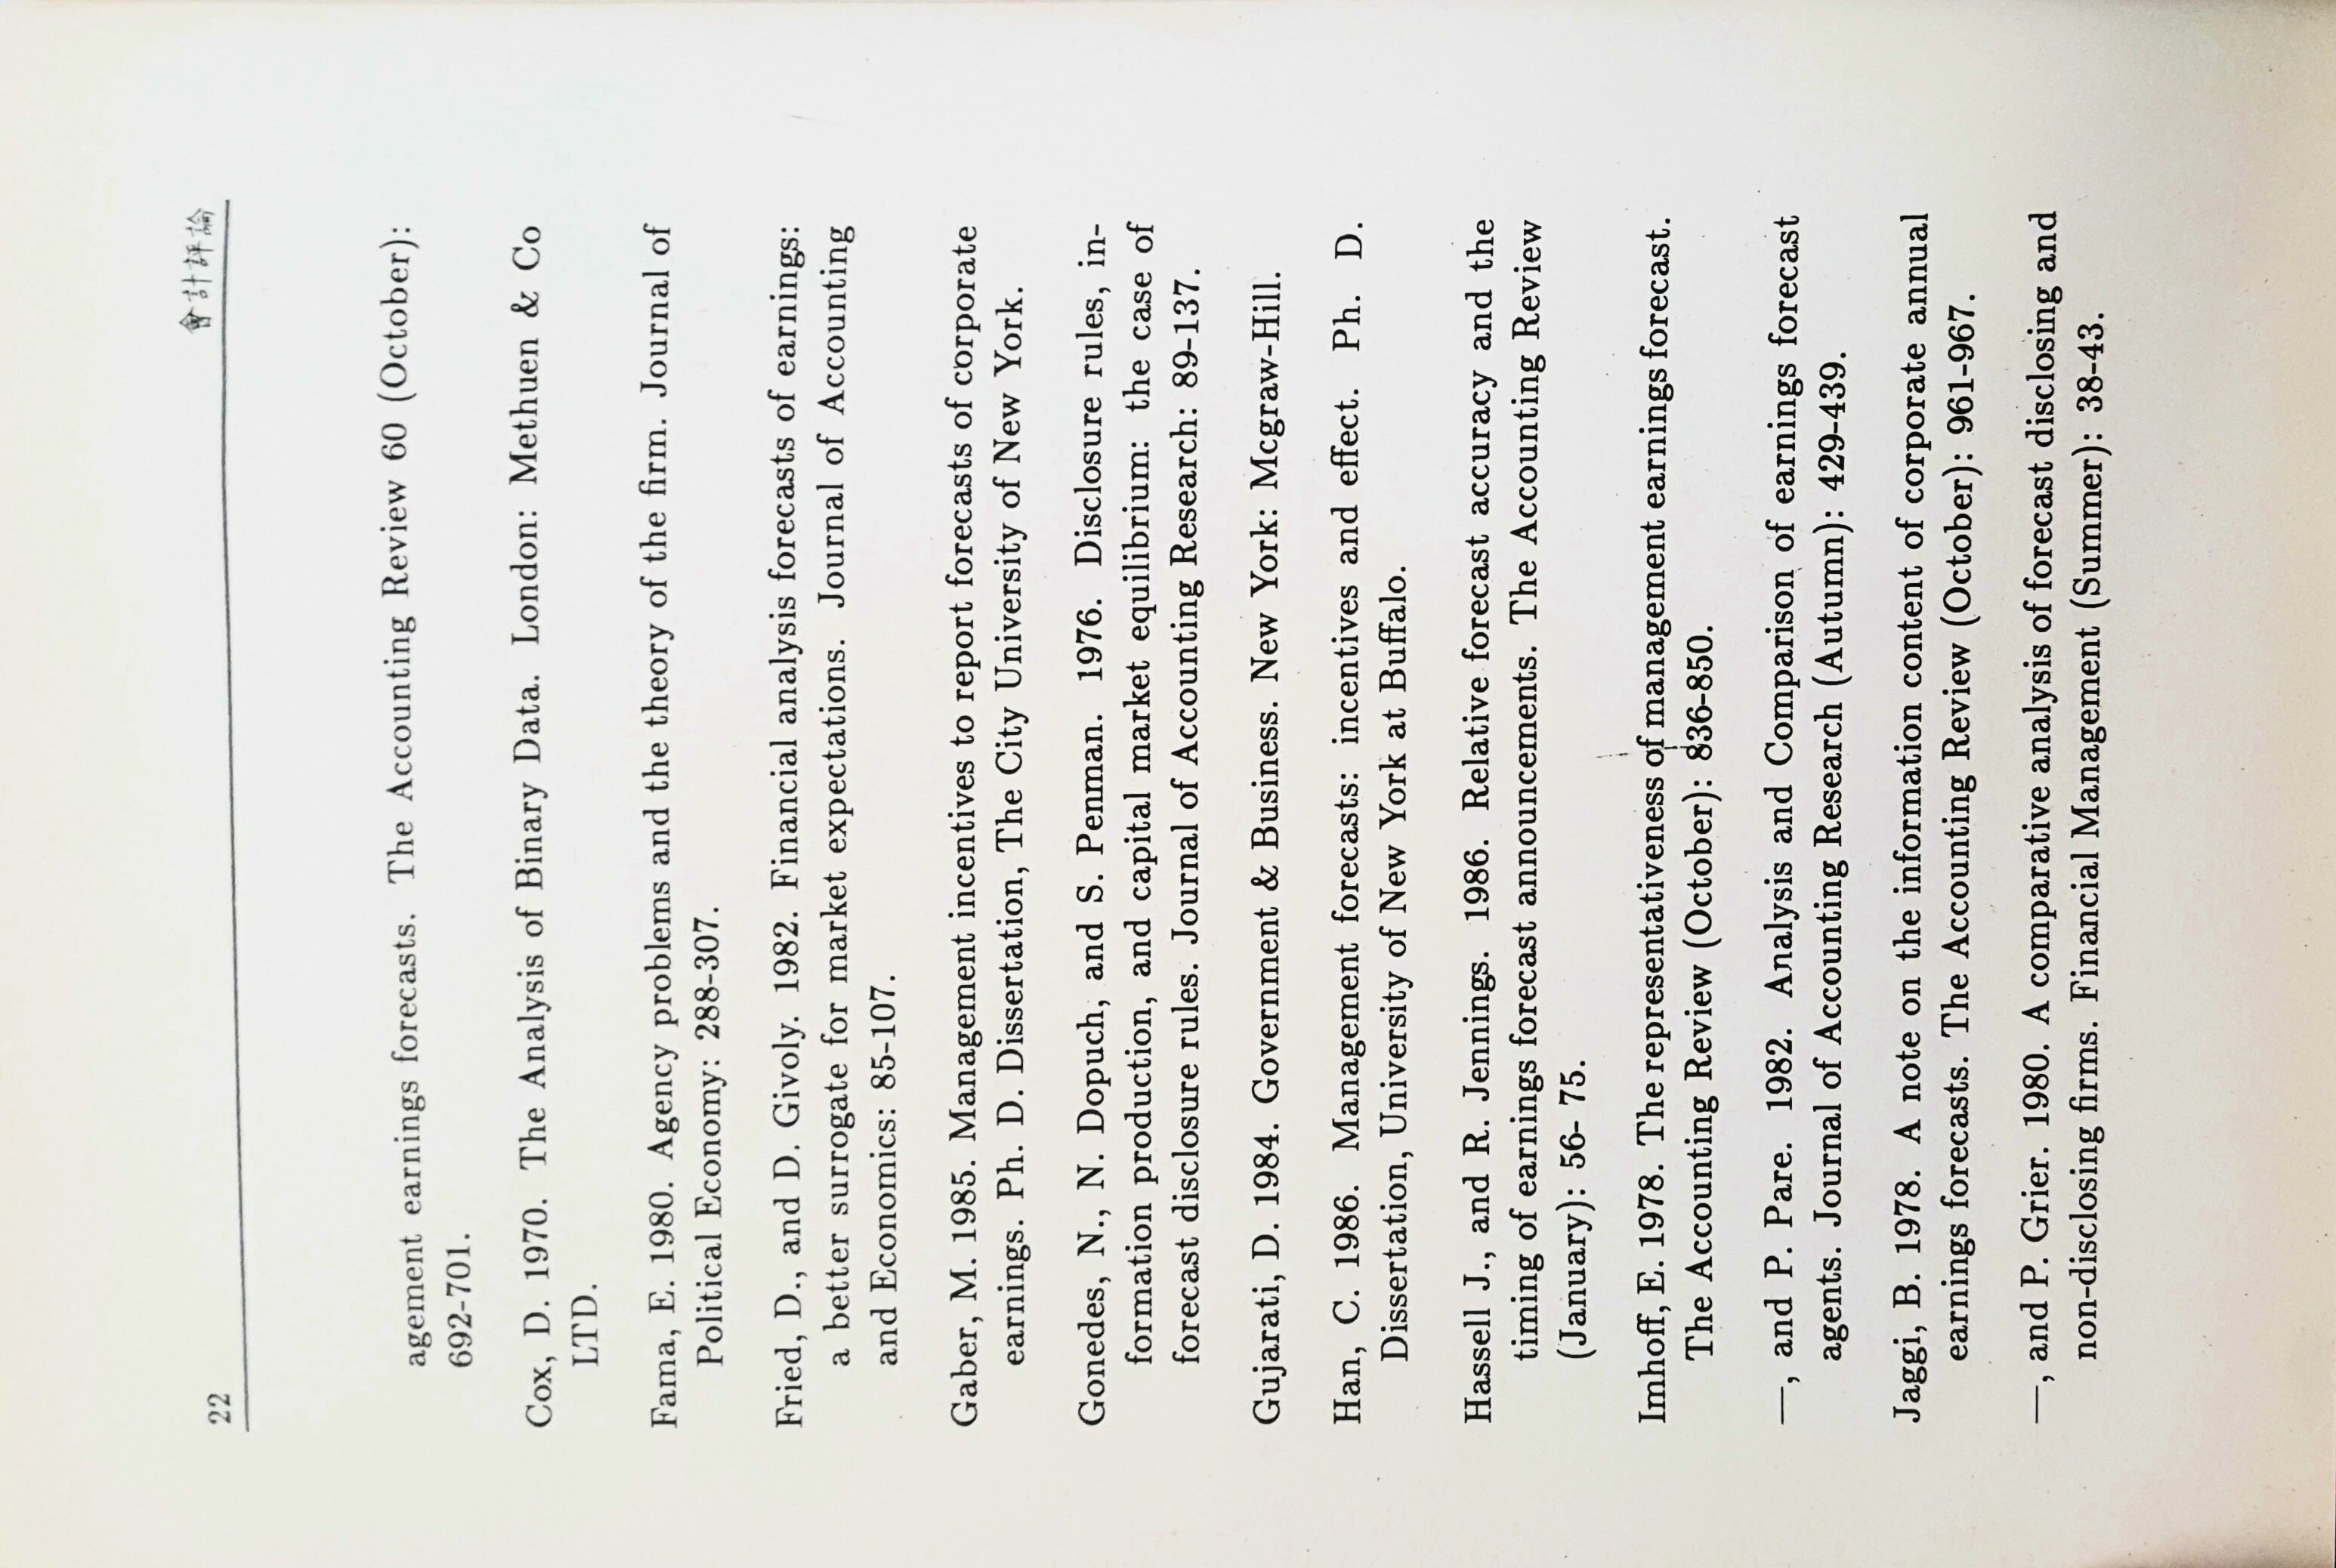 22
會計評論
agement earnings forecasts. The Accounting Review 60 (October):
692-701.
Cox, D. 1970. The Analysis of Binary Data. London: Methuen & Co
LTD.
Fama, E. 1980. Agency problems and the theory of the firm. Journal of
Political Economy: 288-307.
Fried, D., and D. Givoly. 1982. Financial analysis forecasts of earnings:
a better surrogate for market expectations. Journal of Accounting
and Economics: 85-107.
Gaber, M. 1985. Management incentives to report forecasts of corporate
earnings. Ph. D. Dissertation, The City University of New York.
Gonedes, N., N. Dopuch, and S. Penman. 1976. Disclosure rules, in-
formation production, and capital market equilibrium: the case of
forecast disclosure rules. Journal of Accounting Research: 89-137.
Gujarati, D. 1984. Government & Business. New York: Mcgraw-Hill.
Han, C. 1986. Management forecasts: incentives and effect. Ph. D.
Dissertation, University of New York at Buffalo.
Hassell J., and R. Jennings. 1986. Relative forecast accuracy and the
timing of earnings forecast announcements. The Accounting Review
(January): 56- 75.
Imhoff, E. 1978. The representativeness of management earnings forecast.
The Accounting Review (October): 836-850.
—, and P. Pare. 1982. Analysis and Comparison of earnings forecast
agents. Journal of Accounting Research (Autumn): 429-439.
Jaggi, B. 1978. A note on the information content of corporate annual
earnings forecasts. The Accounting Review (October): 961-967.
—, and P. Grier. 1980. A comparative analysis of forecast disclosing and
non-disclosing firms. Financial Management (Summer): 38-43.